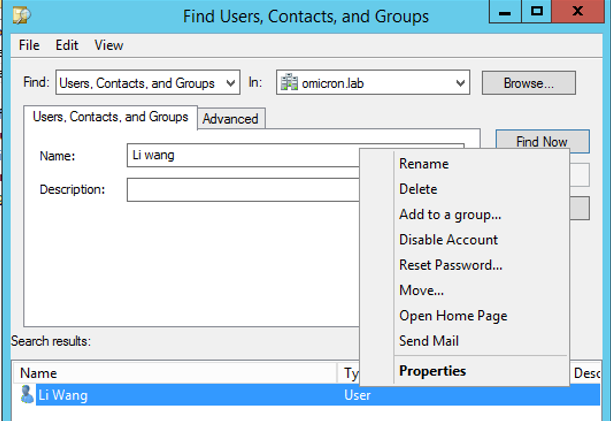 Find Users, Contacts, and Groups
File Edit View
Find: Users, Contacts, and Groups In: omicron.lab Browse...
Users, Contacts, and Groups Advanced
Find Now
Name: Li wang
Description:
Rename
Delete
Add to a group...
Disable Account
Reset Password...
Move...
Open Home Page
Send Mail
Properties
Search results:
Name Ty Desc
Li Wang User